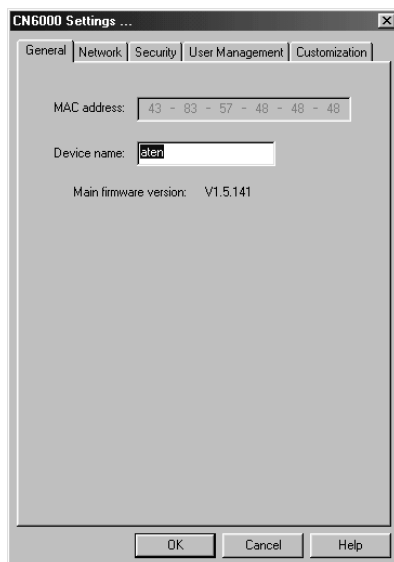 CN6000 Settings ...
General Network Security User Management Customization
MAC address: 43 - 83 - 57 - 48 - 48 - 48
Device name: aten
Main firmware version: V1.5.141
OK Cancel Help